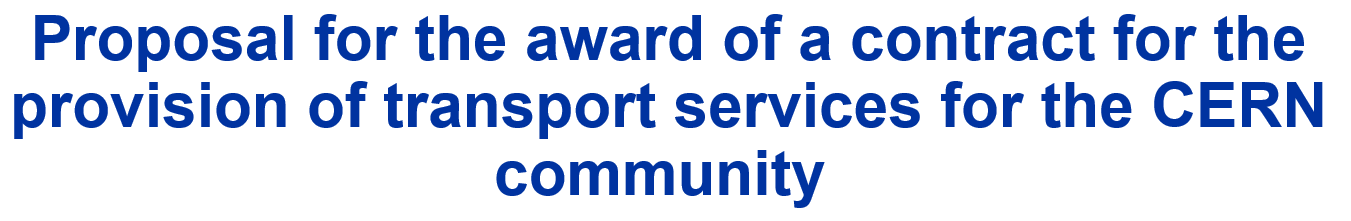 Proposal for the award of a contract for the
provision of transport services for the CERN
community